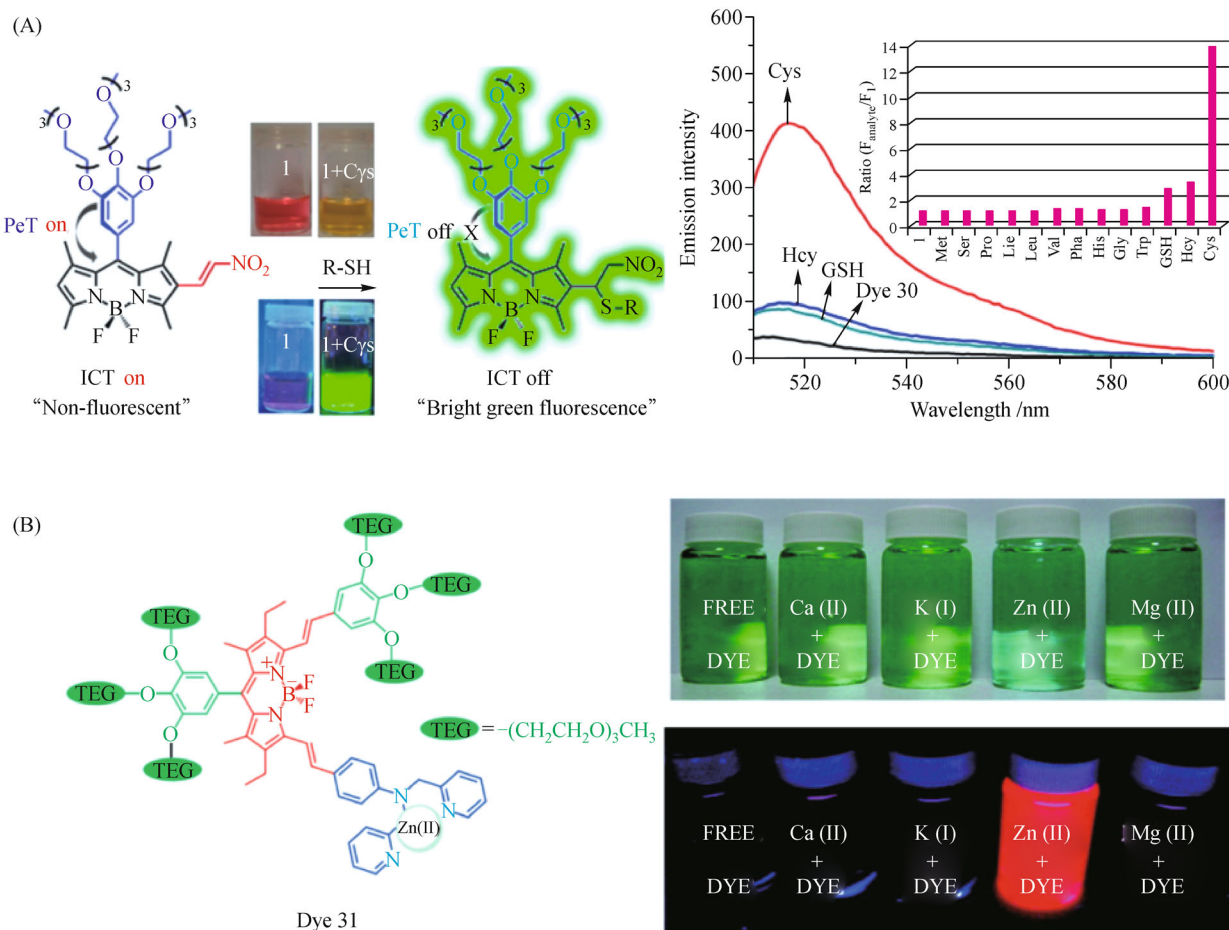 (A)
3
3
3
O
O
O
O
O
O
PeT on
NO2
N
N
B
F
F
ICT on
“Non-fluorescent”
1
1+Cγs
R-SH
1
1+Cγs
3
3
3
O
O
O
O
O
O
PeT off X
NO2
N
N
B
S–R
F
F
ICT off
“Bright green fluorescence”
600
500
400
300
200
100
0
Emission intensity
Cys
Hcy
GSH
Dye 30
520
540
560
580
600
Wavelength /nm
14
12
10
8
6
4
2
0
Ratio (Fanalyte/F1)
1
Met
Ser
Pro
Lie
Leu
Val
Pha
His
Gly
Trp
GSH
Hcy
Cys
(B)
TEG
TEG
TEG
TEG
TEG
TEG
O
O
O
O
O
O
+
N
–
B
F
F
N
N
N
Zn(II)
N
TEG =–(CH2CH2O)3CH3
Dye 31
FREE
+
DYE
Ca (II)
+
DYE
K (I)
+
DYE
Zn (II)
+
DYE
Mg (II)
+
DYE
FREE
+
DYE
Ca (II)
+
DYE
K (I)
+
DYE
Zn (II)
+
DYE
Mg (II)
+
DYE